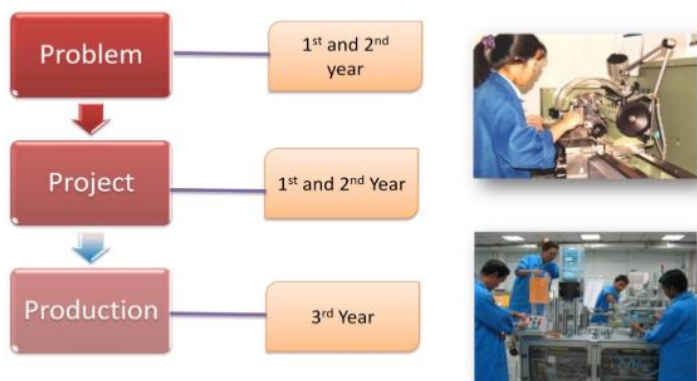 Problem
1st and 2nd
year
Project
1st and 2nd Year
Production
3rd Year